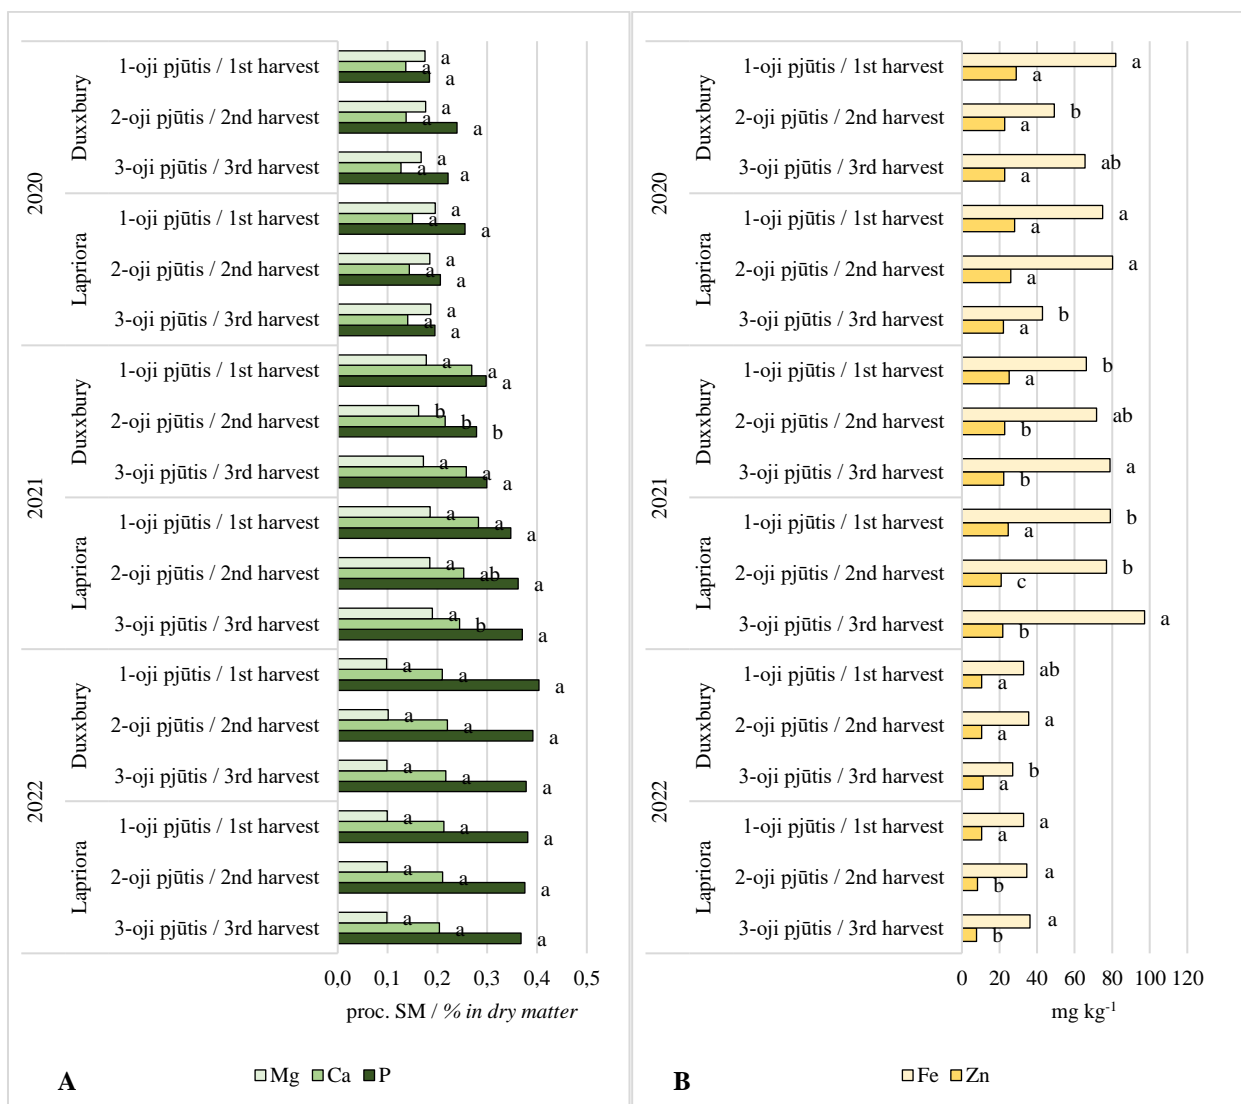 2020
Duxxbury
1-oji pjūtis / 1st harvest
a
a
a
2-oji pjūtis / 2nd harvest
a
a
a
3-oji pjūtis / 3rd harvest
a
a
a
Lapriora
1-oji pjūtis / 1st harvest
a
a
a
2-oji pjūtis / 2nd harvest
a
a
a
3-oji pjūtis / 3rd harvest
a
a
a
2021
Duxxbury
1-oji pjūtis / 1st harvest
a
a
a
2-oji pjūtis / 2nd harvest
b
b
b
3-oji pjūtis / 3rd harvest
a
a
a
Lapriora
1-oji pjūtis / 1st harvest
a
a
a
2-oji pjūtis / 2nd harvest
a
ab
a
3-oji pjūtis / 3rd harvest
a
b
a
2022
Duxxbury
1-oji pjūtis / 1st harvest
a
a
a
2-oji pjūtis / 2nd harvest
a
a
a
3-oji pjūtis / 3rd harvest
a
a
a
Lapriora
1-oji pjūtis / 1st harvest
a
a
a
2-oji pjūtis / 2nd harvest
a
a
a
3-oji pjūtis / 3rd harvest
a
a
a
0,0 0,1 0,2 0,3 0,4 0,5
proc. SM / % in dry matter
A
Mg Ca P
2020
Duxxbury
1-oji pjūtis / 1st harvest
a
a
2-oji pjūtis / 2nd harvest
b
a
3-oji pjūtis / 3rd harvest
ab
a
Lapriora
1-oji pjūtis / 1st harvest
a
a
2-oji pjūtis / 2nd harvest
a
a
3-oji pjūtis / 3rd harvest
b
a
2021
Duxxbury
1-oji pjūtis / 1st harvest
b
a
2-oji pjūtis / 2nd harvest
ab
b
3-oji pjūtis / 3rd harvest
a
b
Lapriora
1-oji pjūtis / 1st harvest
b
a
2-oji pjūtis / 2nd harvest
b
c
3-oji pjūtis / 3rd harvest
a
b
2022
Duxxbury
1-oji pjūtis / 1st harvest
ab
a
2-oji pjūtis / 2nd harvest
a
a
3-oji pjūtis / 3rd harvest
b
a
Lapriora
1-oji pjūtis / 1st harvest
a
a
2-oji pjūtis / 2nd harvest
a
b
3-oji pjūtis / 3rd harvest
a
b
0 20 40 60 80 100 120
mg kg⁻¹
B
Fe Zn